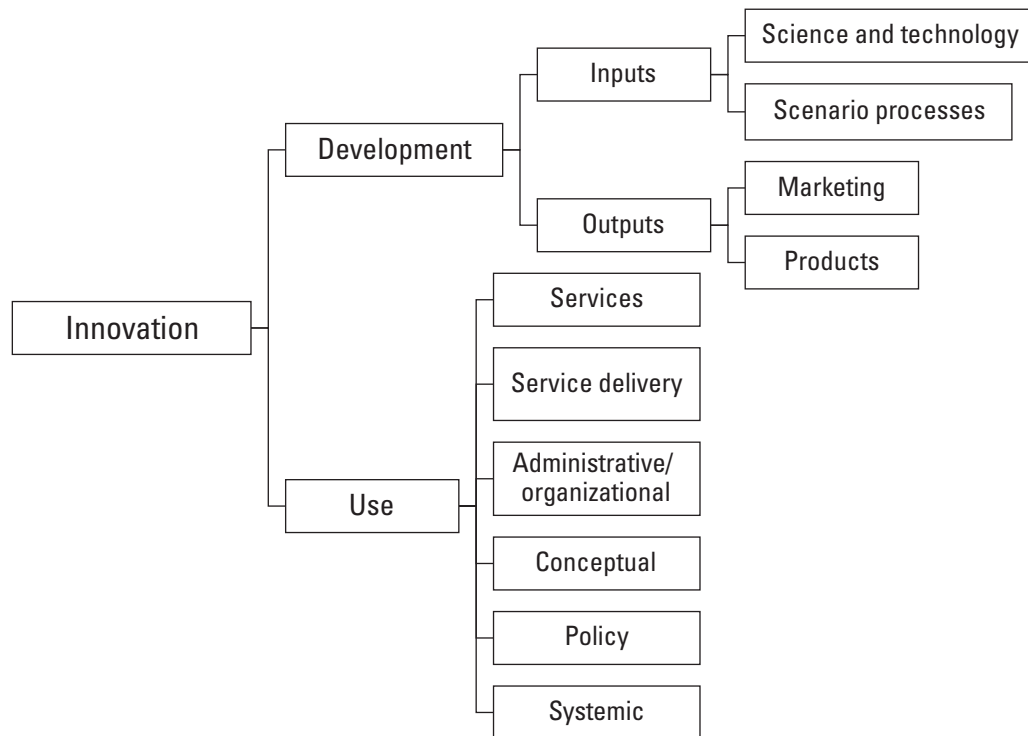 Innovation
Development
Inputs
Science and technology
Scenario processes
Outputs
Marketing
Products
Use
Services
Service delivery
Administrative/
organizational
Conceptual
Policy
Systemic